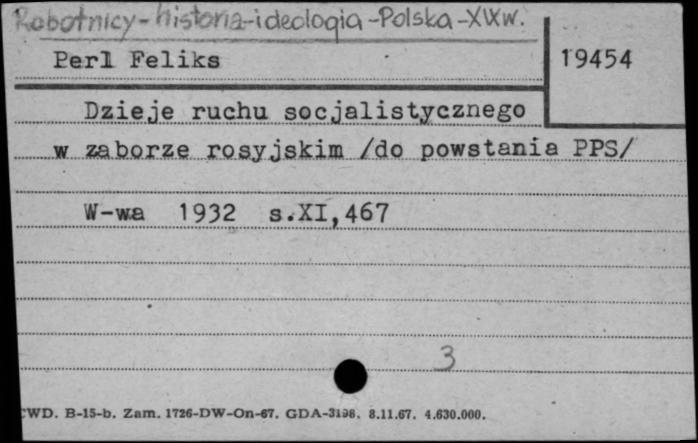 Robotnicy-historia-ideologia-Polska-XIXw.
Perl Feliks 19454
Dzieje ruchu socjalistycznego
w zaborze rosyjskim /do powstania PPS/
W-wa 1932 s.XI,467
3
CWD. B-15-b. Zam. 1726-DW-On-67. GDA-3198. 8.11.67. 4.630.000.